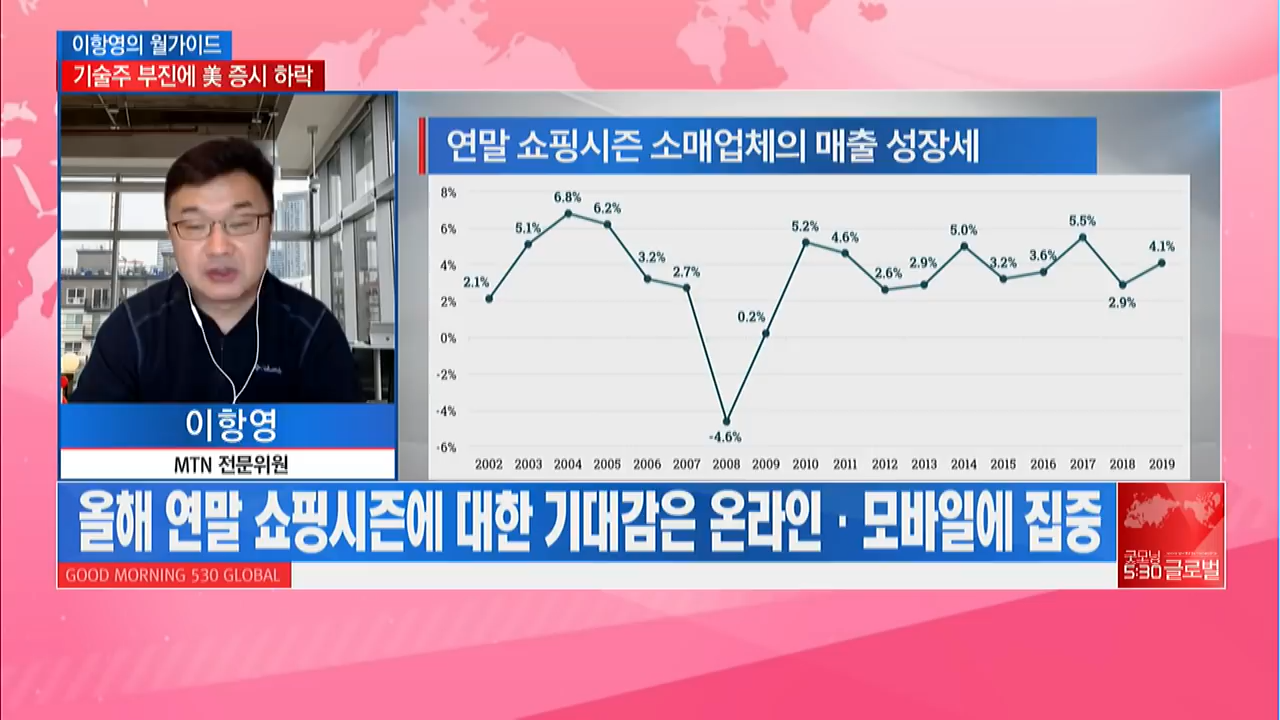 이항영의 월가이드
기술주 부진에 美 증시 하락
연말 쇼핑시즌 소매업체의 매출 성장세
8%
6%
4%
2%
0%
-2%
-4%
-6%
2.1%
5.1%
6.8%
6.2%
3.2%
2.7%
-4.6%
0.2%
5.2%
4.6%
2.6%
2.9%
5.0%
3.2%
3.6%
5.5%
2.9%
4.1%
2002 2003 2004 2005 2006 2007 2008 2009 2010 2011 2012 2013 2014 2015 2016 2017 2018 2019
이항영
MTN 전문위원
올해 연말 쇼핑시즌에 대한 기대감은 온라인 · 모바일에 집중
GOOD MORNING 530 GLOBAL
굿모닝
5:30 글로벌